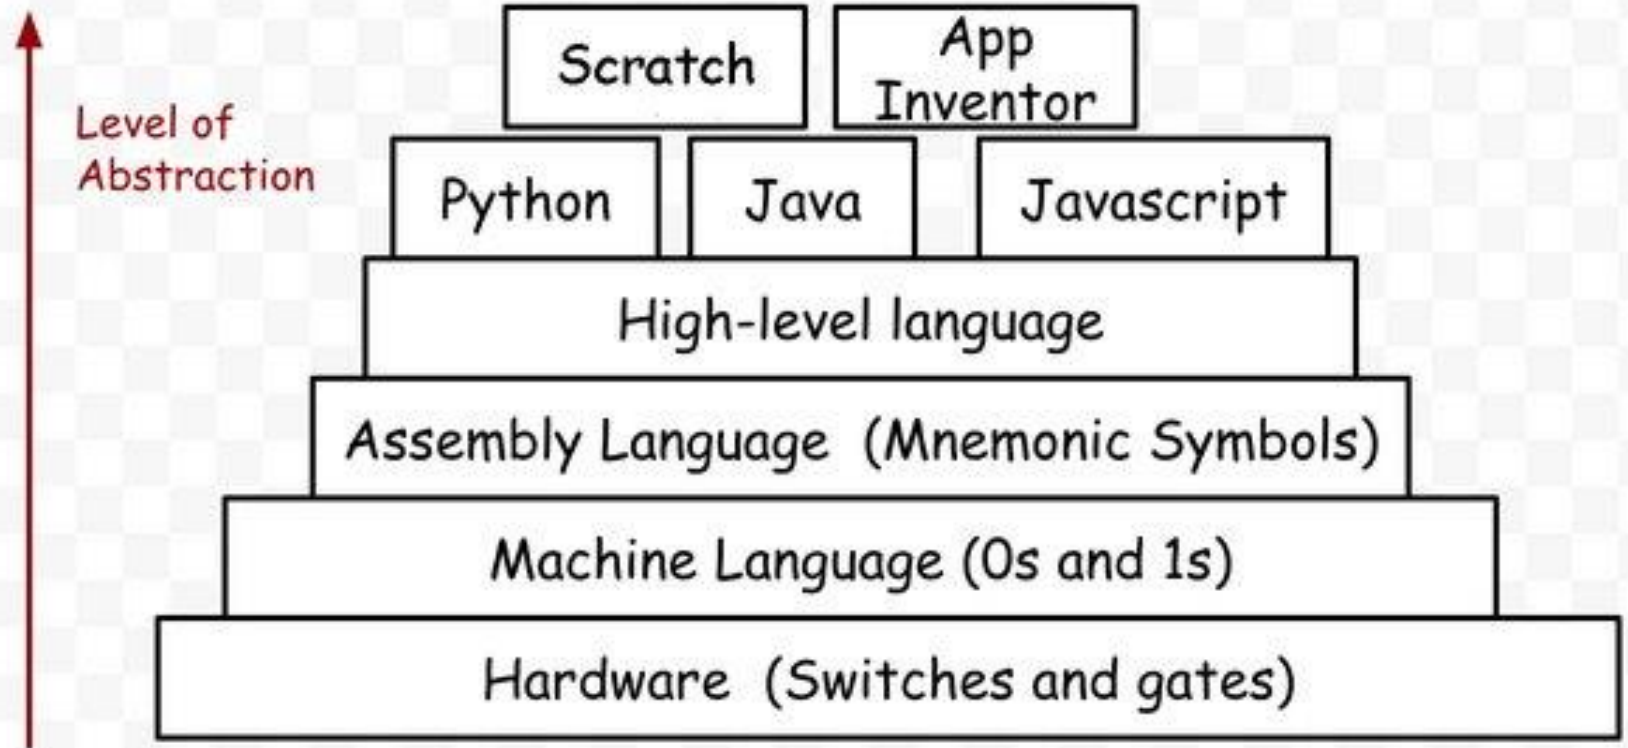 Scratch
App
Inventor
Level of
Abstraction
Python
Java
Javascript
High-level language
Assembly Language (Mnemonic Symbols)
Machine Language (0s and 1s)
Hardware (Switches and gates)